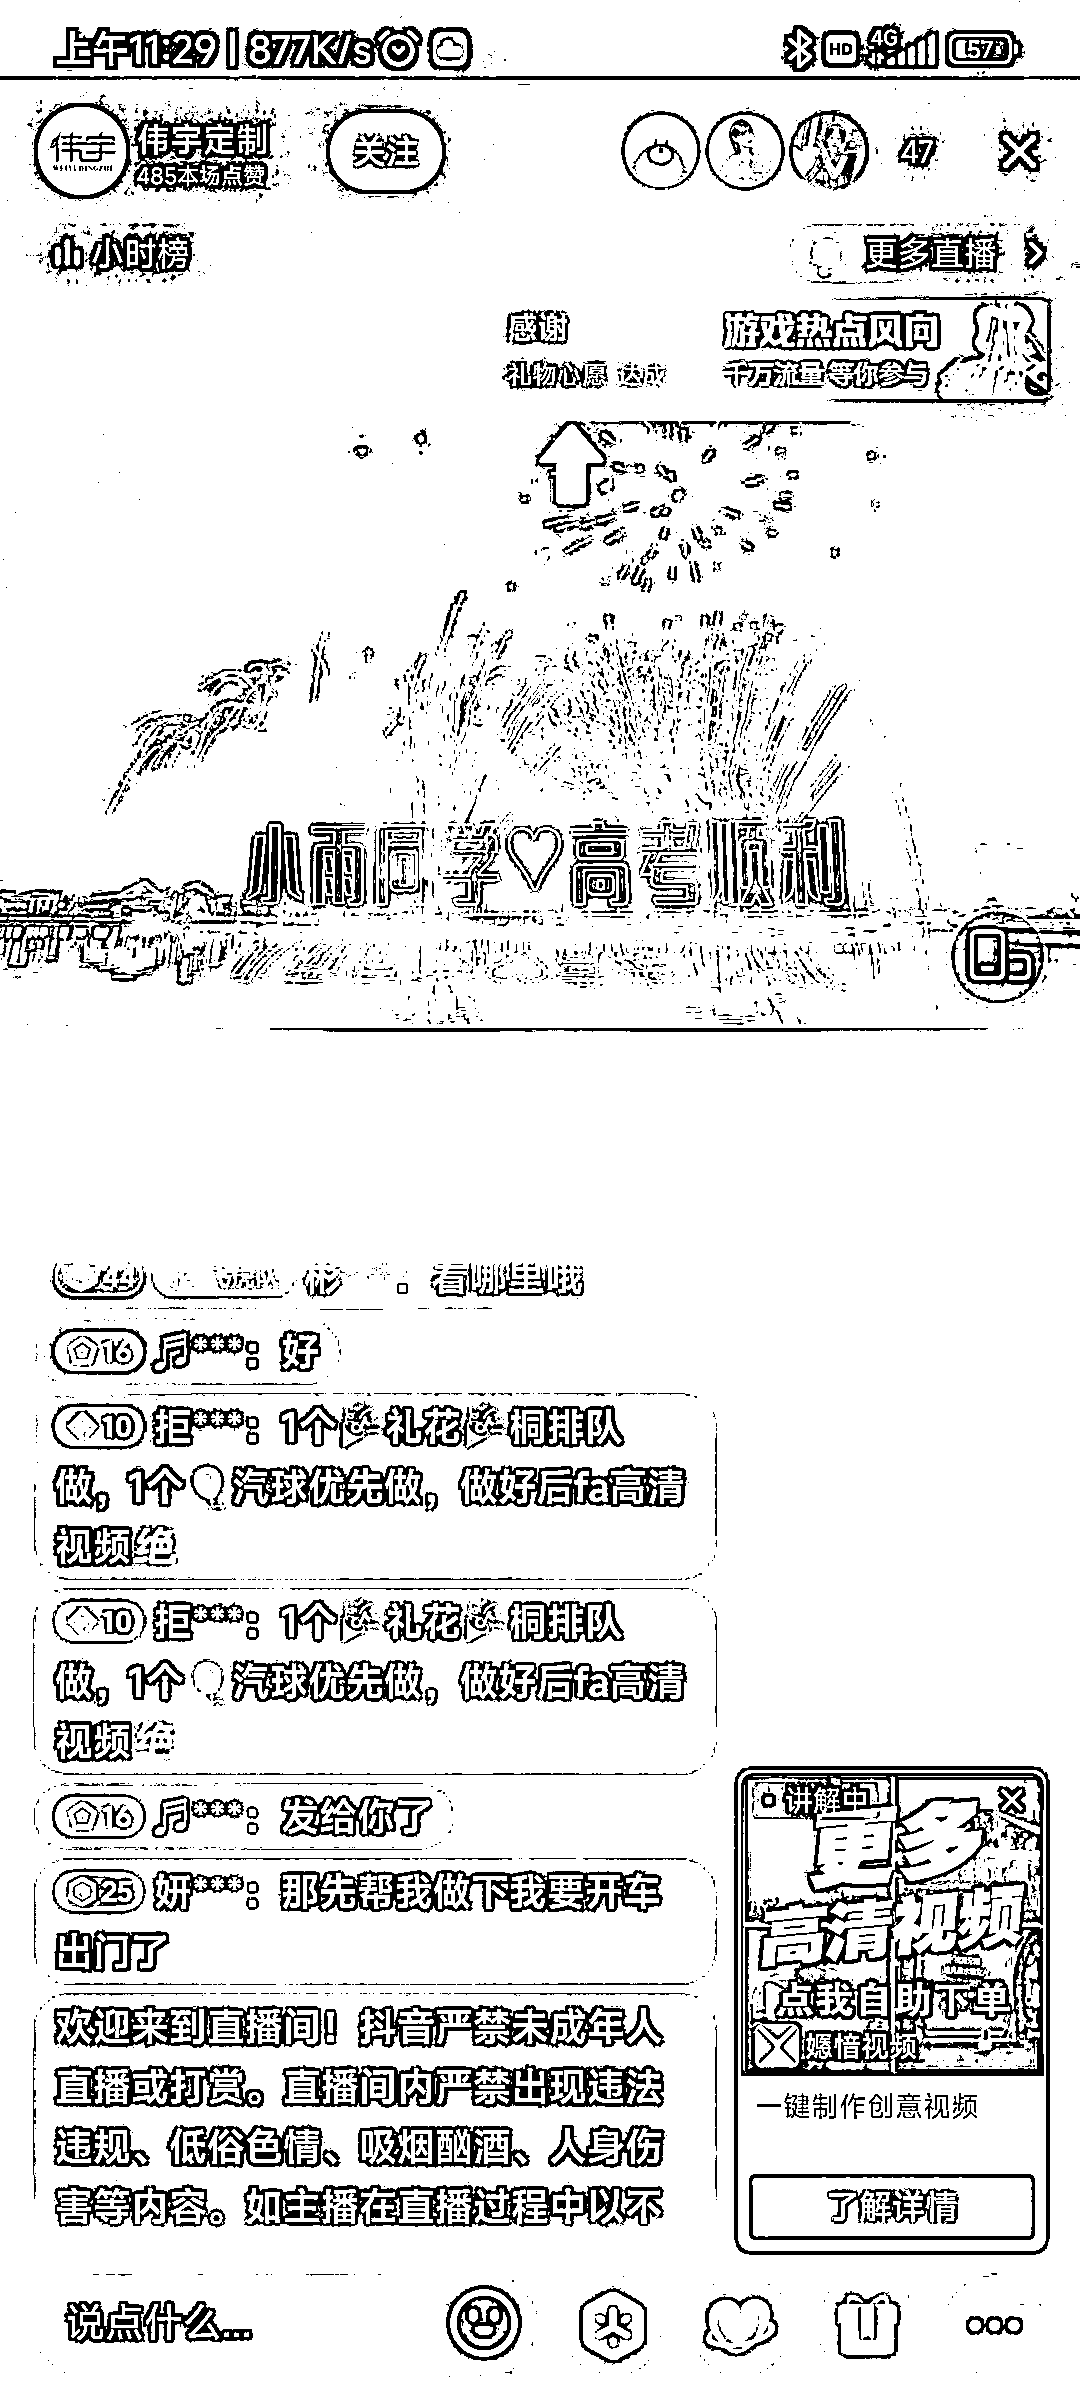 上午11:29 | 877K/s
HD 4G 57
伟宇
伟宇定制
485本场点赞
关注
47
小时榜
更多直播
感谢
礼物心愿 达成
游戏热点风向
千万流量等你参与
小雨同学♡高考顺利
05
44 彬 : 看哪里哦
16 ***: 好
10 拒***: 1个礼花桐排队
做，1个汽球优先做，做好后fa高清
视频绝
10 拒***: 1个礼花桐排队
做，1个汽球优先做，做好后fa高清
视频绝
16 ***: 发给你了
25 妍***: 那先帮我做下我要开车
出门了
欢迎来到直播间！抖音严禁未成年人
直播或打赏。直播间内严禁出现违法
违规、低俗色情、吸烟酗酒、人身伤
害等内容。如主播在直播过程中以不
讲解中
更多
高清视频
点我自助下单
视频
一键制作创意视频
了解详情
说点什么...